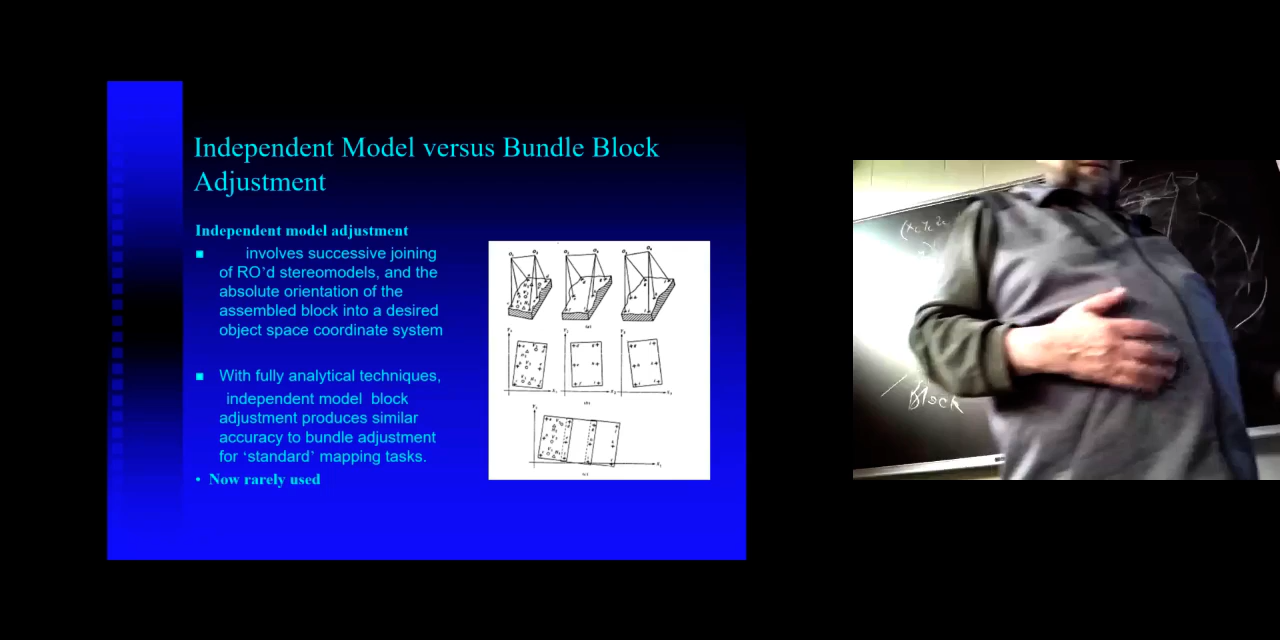 Independent Model versus Bundle Block
Adjustment
Independent model adjustment
■ involves successive joining
of RO’d stereomodels, and the
absolute orientation of the
assembled block into a desired
object space coordinate system
■ With fully analytical techniques,
independent model block
adjustment produces similar
accuracy to bundle adjustment
for ‘standard’ mapping tasks.
• Now rarely used
Block